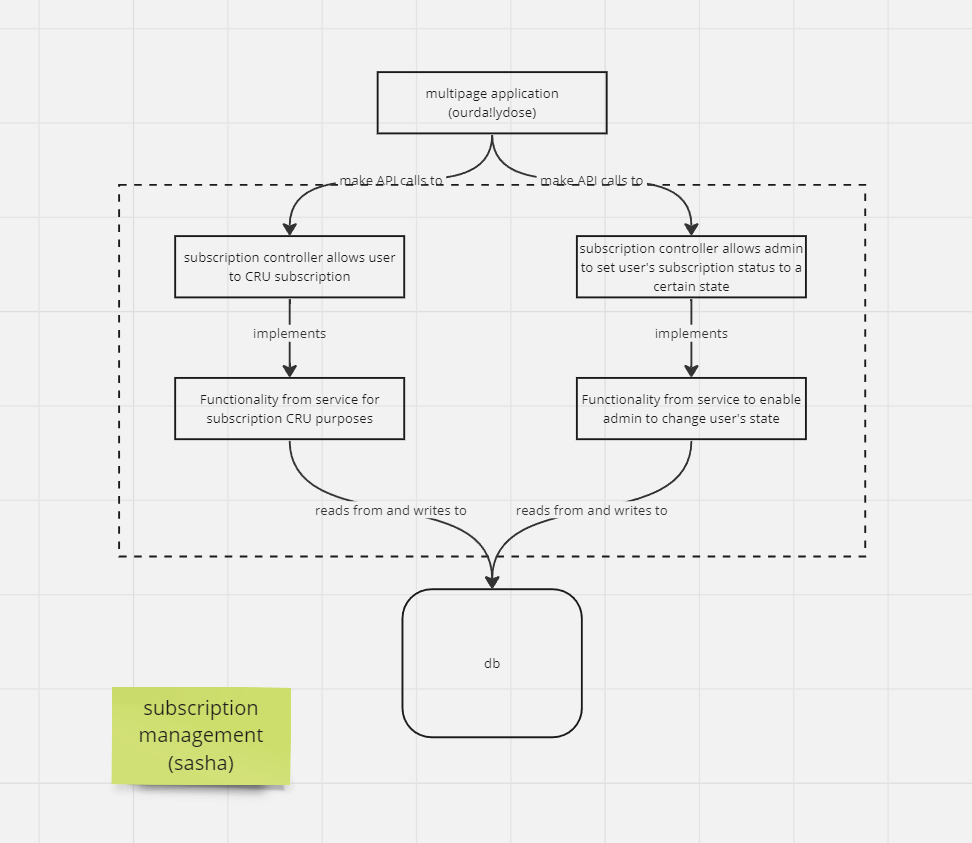 multipage application
(ourda!lydose)
make API calls to
make API calls to
subscription controller allows user
to CRU subscription
subscription controller allows admin
to set user's subscription status to a
certain state
implements
implements
Functionality from service for
subscription CRU purposes
Functionality from service to enable
admin to change user's state
reads from and writes to
reads from and writes to
db
subscription
management
(sasha)